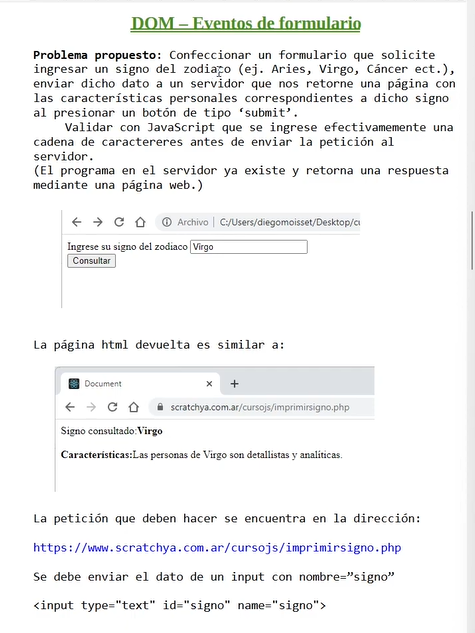 DOM – Eventos de formulario
Problema propuesto: Confeccionar un formulario que solicite
ingresar un signo del zodiaco (ej. Aries, Virgo, Cáncer ect.),
enviar dicho dato a un servidor que nos retorne una página con
las características personales correspondientes a dicho signo
al presionar un botón de tipo ‘submit’.
Validar con JavaScript que se ingrese efectivamemente una
cadena de caractereres antes de enviar la petición al
servidor.
(El programa en el servidor ya existe y retorna una respuesta
mediante una página web.)
Archivo | C:/Users/diegomoisset/Desktop/cu
Ingrese su signo del zodiaco Virgo
Consultar
La página html devuelta es similar a:
Document
scratchya.com.ar/cursojs/imprimirsigno.php
Signo consultado:Virgo
Características:Las personas de Virgo son detallistas y analíticas.
La petición que deben hacer se encuentra en la dirección:
https://www.scratchya.com.ar/cursojs/imprimirsigno.php
Se debe enviar el dato de un input con nombre=”signo”
<input type="text" id="signo" name="signo">